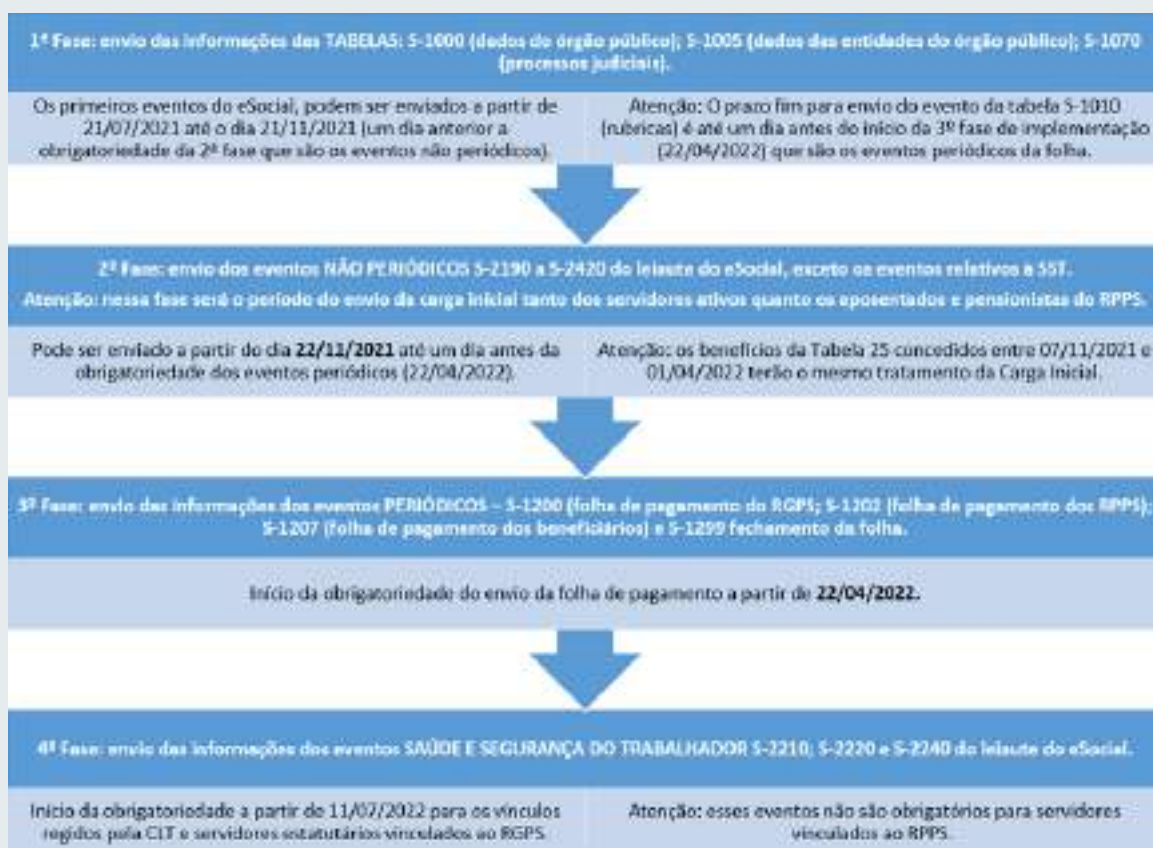 1ª Fase: envio das informações das TABELAS: S-1000 (dados do órgão público); S-1005 (dados das entidades do órgão público); S-1070
(processos judiciais).
Os primeiros eventos do eSocial, podem ser enviados a partir de
21/07/2021 até o dia 21/11/2021 (um dia anterior a
obrigatoriedade da 2ª fase que são os eventos não periódicos).
Atenção: O prazo fim para envio do evento da tabela S-1010
(rubricas) é até um dia antes do início da 3ª fase de implementação
(22/04/2022) que são os eventos periódicos da folha.
2ª Fase: envio dos eventos NÃO PERIÓDICOS S-2190 a S-2420 do leiaute do eSocial, exceto os eventos relativos a SST.
Atenção: nessa fase será o período do envio da carga inicial tanto dos servidores ativos quanto os aposentados e pensionistas do RPPS.
Pode ser enviado a partir do dia 22/11/2021 até um dia antes da
obrigatoriedade dos eventos periódicos (22/04/2022).
Atenção: os benefícios da Tabela 25 concedidos entre 07/11/2021 e
01/04/2022 terão o mesmo tratamento da Carga Inicial.
3ª Fase: envio das informações dos eventos PERIÓDICOS – S-1200 (folha de pagamento do RGPS; S-1202 (folha de pagamento dos RPPS);
S-1207 (folha de pagamento dos beneficiários) e S-1299 fechamento da folha.
Início da obrigatoriedade do envio da folha de pagamento a partir de 22/04/2022.
4ª Fase: envio das informações dos eventos SAÚDE E SEGURANÇA DO TRABALHADOR S-2210; S-2220 e S-2240 do leiaute do eSocial.
Início da obrigatoriedade a partir de 11/07/2022 para os vínculos
regidos pela CLT e servidores estatutários vinculados ao RGPS.
Atenção: esses eventos não são obrigatórios para servidores
vinculados ao RPPS.